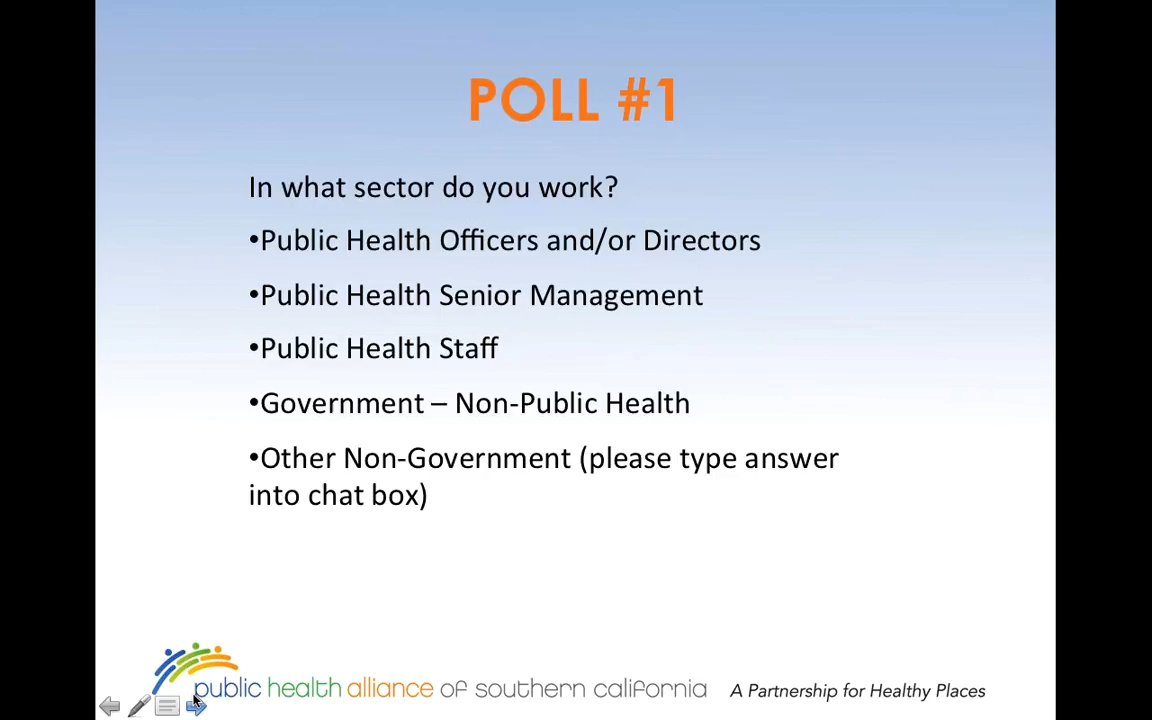 POLL #1
In what sector do you work?
•Public Health Officers and/or Directors
•Public Health Senior Management
•Public Health Staff
•Government – Non-Public Health
•Other Non-Government (please type answer
into chat box)
public health alliance of southern california A Partnership for Healthy Places